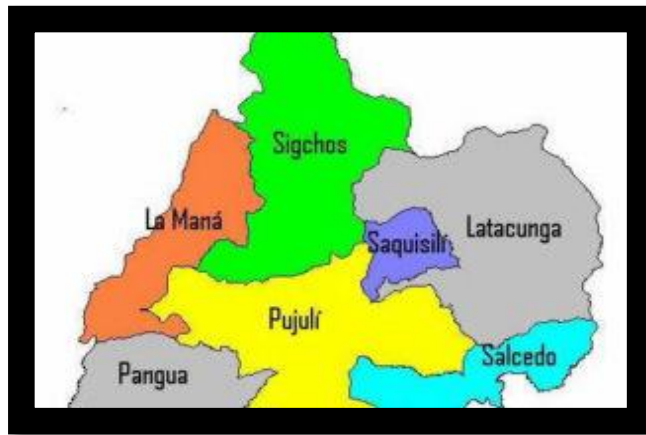 Sigchos
La Maná
Saquisilí
Latacunga
Pujulí
Salcedo
Pangua